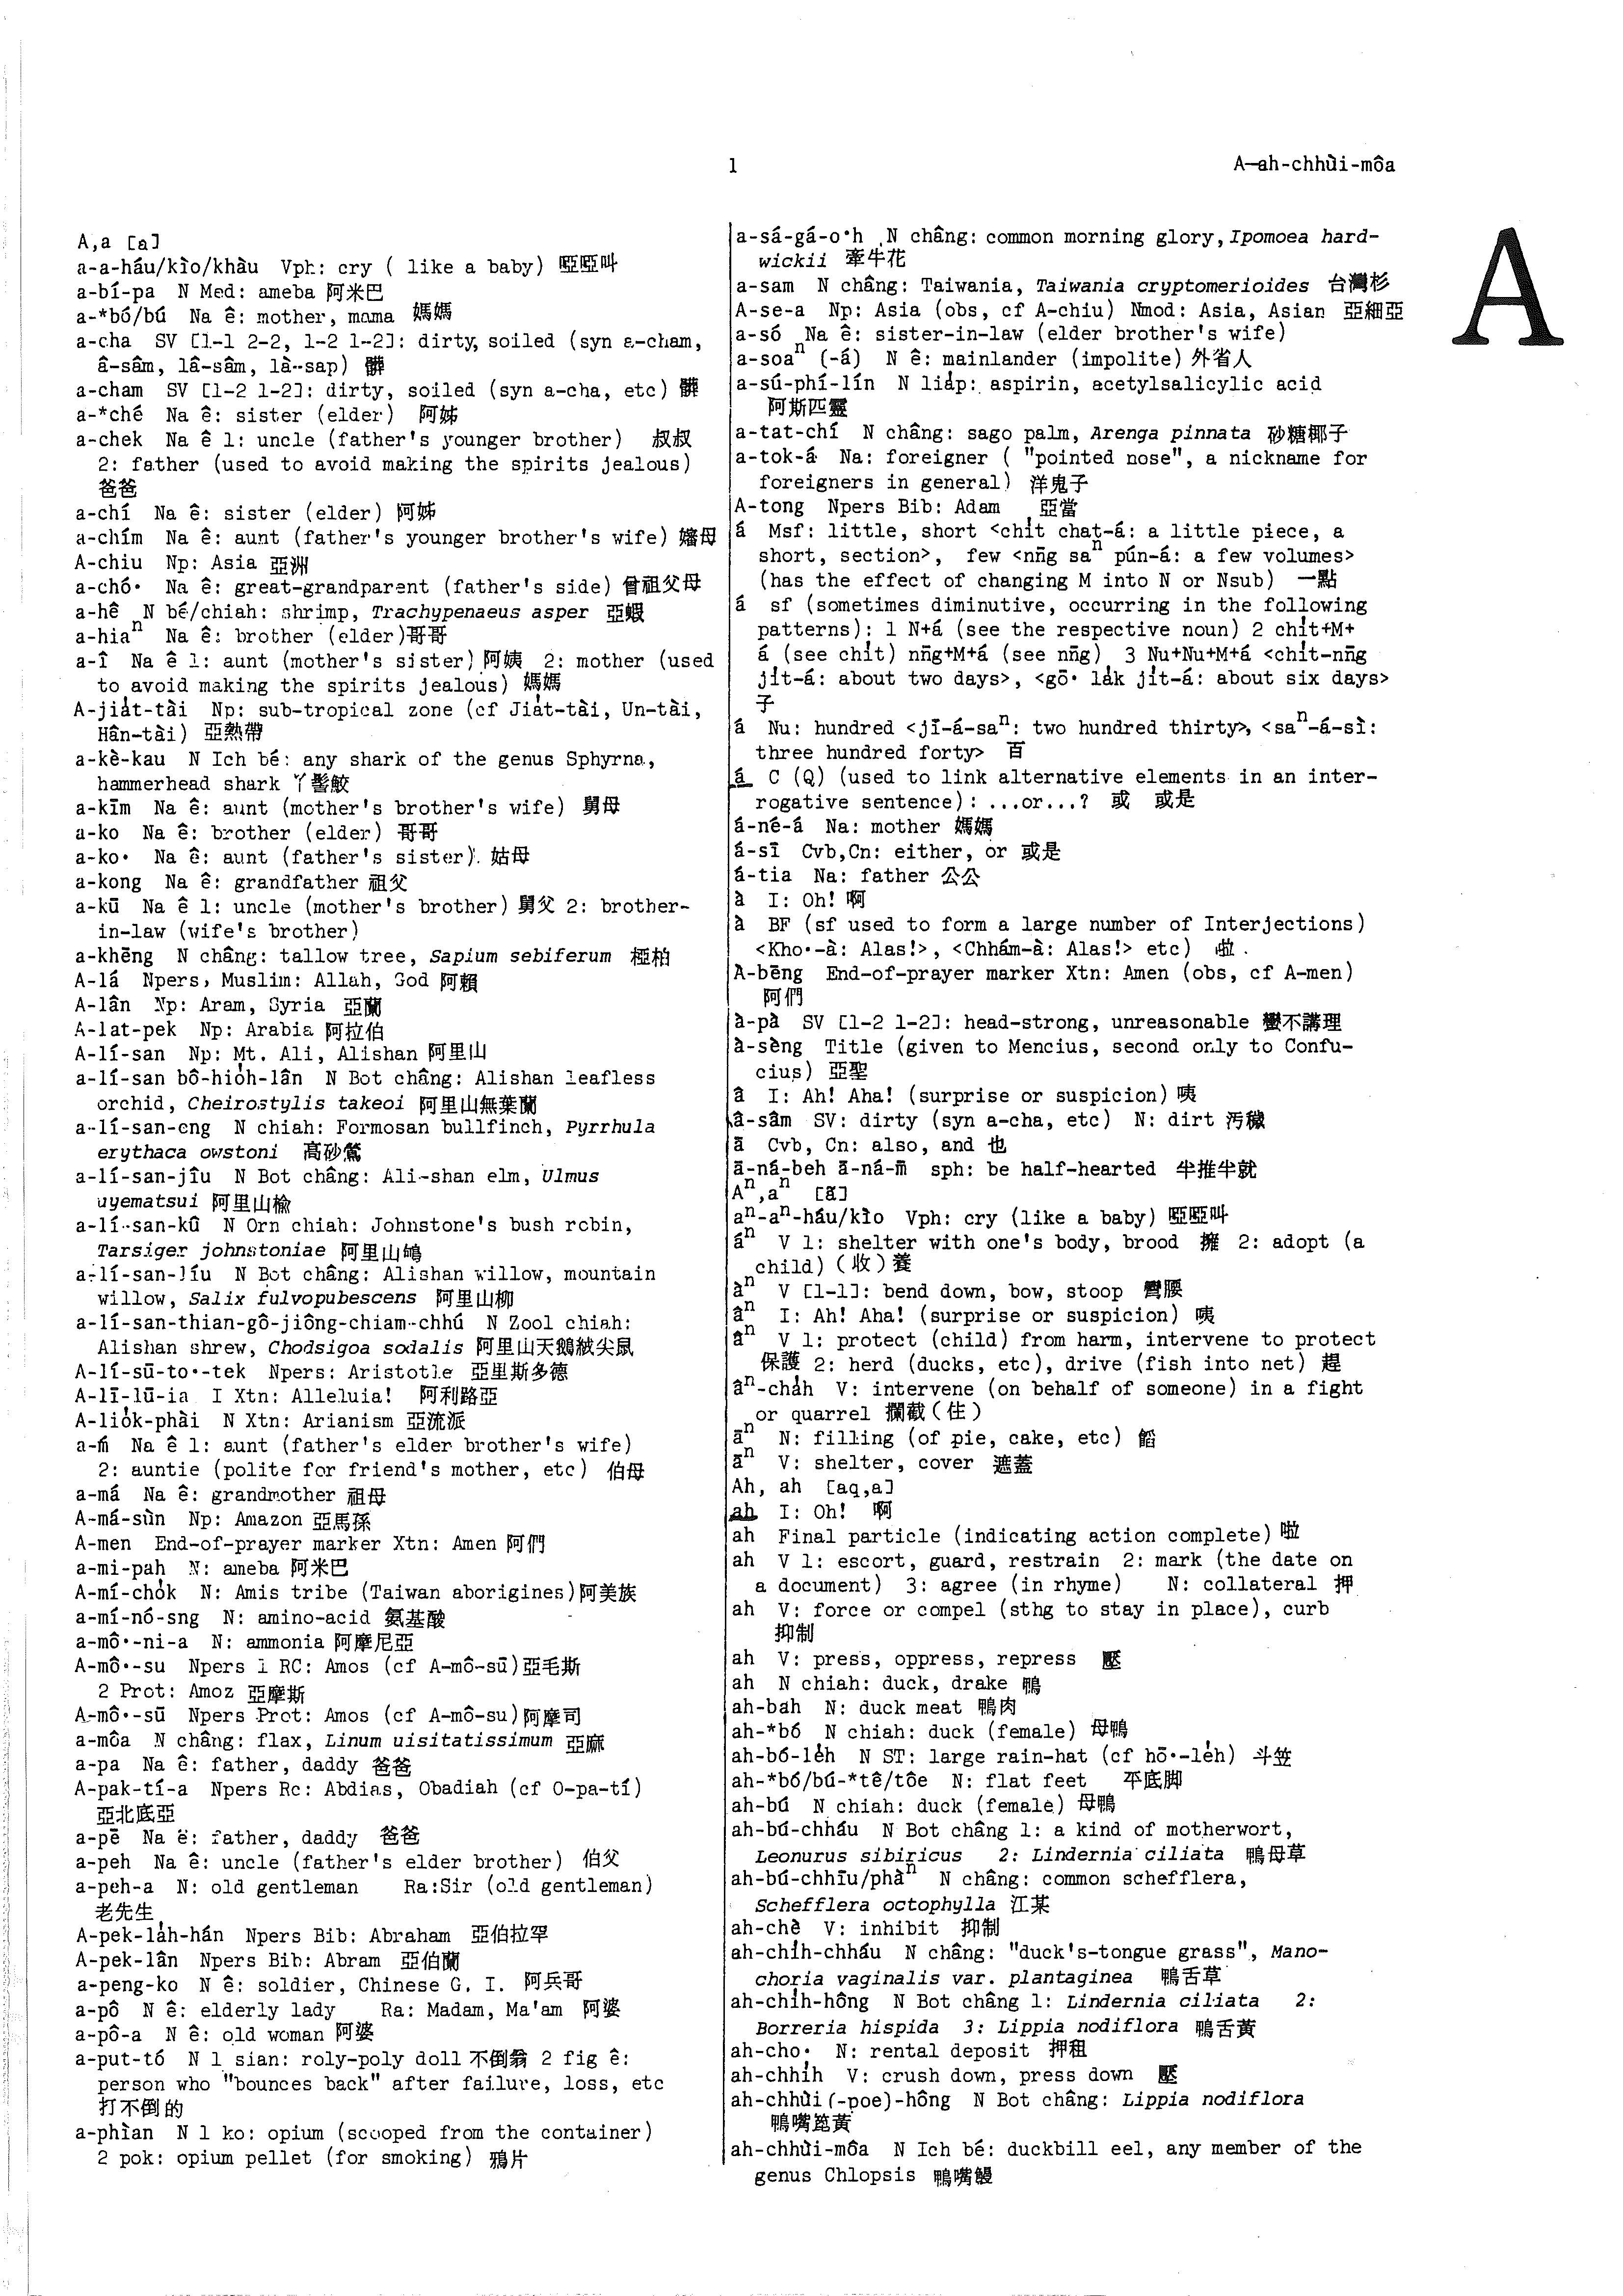 1
A—ah-chhùi-môa
A
A,a [a]
a-a-háu/kìo/khàu Vph: cry ( like a baby) 啞啞叫
a-bí-pa N Med: ameba 阿米巴
a-*bó/bú Na ê: mother, mama 媽媽
a-cha SV [1-1 2-2, 1-2 1-2]: dirty, soiled (syn a-cham,
â-sâm, lâ-sâm, là-sap) 髒
a-cham SV [1-2 1-2]: dirty, soiled (syn a-cha, etc) 髒
a-*ché Na ê: sister (elder) 阿姊
a-chek Na ê 1: uncle (father's younger brother) 叔叔
2: father (used to avoid making the spirits jealous)
爸爸
a-chí Na ê: sister (elder) 阿姊
a-chím Na ê: aunt (father's younger brother's wife) 嬸母
A-chiu Np: Asia 亞洲
a-chó· Na ê: great-grandparent (father's side) 曾祖父母
a-hê N bé/chiah: shrimp, Trachypenaeus asper 亞蝦
a-hiaⁿ Na ê: brother (elder)哥哥
a-î Na ê 1: aunt (mother's sister) 阿姨 2: mother (used
to avoid making the spirits jealous) 媽媽
A-jia̍t-tài Np: sub-tropical zone (cf Jia̍t-tài, Un-tài,
Hân-tài) 亞熱帶
a-kè-kau N Ich bé: any shark of the genus Sphyrna,
hammerhead shark 丫髻鮫
a-kīm Na ê: aunt (mother's brother's wife) 舅母
a-ko Na ê: brother (elder) 哥哥
a-ko· Na ê: aunt (father's sister). 姑母
a-kong Na ê: grandfather 祖父
a-kū Na ê 1: uncle (mother's brother) 舅父 2: brother-
in-law (wife's brother)
a-khēng N châng: tallow tree, Sapium sebiferum 桠桕
A-lá Npers, Muslim: Allah, God 阿賴
A-lân Np: Aram, Syria 亞蘭
A-lat-pek Np: Arabia 阿拉伯
A-lí-san Np: Mt. Ali, Alishan 阿里山
a-lí-san bô-hio̍h-lân N Bot châng: Alishan leafless
orchid, Cheirostylis takeoi 阿里山無葉蘭
a-lí-san-eng N chiah: Formosan bullfinch, Pyrrhula
erythaca owstoni 高砂鶯
a-lí-san-jîu N Bot châng: Ali-shan elm, Ulmus
uyematsui 阿里山榆
a-lí-san-kû N Orn chiah: Johnstone's bush robin,
Tarsiger johnstoniae 阿里山鴝
a-lí-san-líu N Bot châng: Alishan willow, mountain
willow, Salix fulvopubescens 阿里山柳
a-lí-san-thian-gô-jiông-chiam-chhú N Zool chiah:
Alishan shrew, Chodsigoa sodalis 阿里山天鵝絨尖鼠
A-lí-sū-to·-tek Npers: Aristotle 亞里斯多德
A-lī-lū-ia I Xtn: Alleluia! 阿利路亞
A-lio̍k-phài N Xtn: Arianism 亞流派
a-ḿ Na ê 1: aunt (father's elder brother's wife)
2: auntie (polite for friend's mother, etc) 伯母
a-má Na ê: grandmother 祖母
A-má-sùn Np: Amazon 亞馬孫
A-men End-of-prayer marker Xtn: Amen 阿們
a-mi-pah N: ameba 阿米巴
A-mí-cho̍k N: Amis tribe (Taiwan aborigines)阿美族
a-mí-nó-sng N: amino-acid 氨基酸
a-mô·-ni-a N: ammonia 阿摩尼亞
A-mô·-su Npers 1 RC: Amos (cf A-mô-sū)亞毛斯
2 Prot: Amoz 亞摩斯
A-mô·-sū Npers Prot: Amos (cf A-mô-su)阿摩司
a-môa N châng: flax, Linum uisitatissimum 亞麻
a-pa Na ê: father, daddy 爸爸
A-pak-tí-a Npers Rc: Abdias, Obadiah (cf O-pa-tí)
亞北底亞
a-pē Na ê: father, daddy 爸爸
a-peh Na ê: uncle (father's elder brother) 伯父
a-peh-a N: old gentleman Ra:Sir (old gentleman)
老先生
A-pek-la̍h-hán Npers Bib: Abraham 亞伯拉罕
A-pek-lân Npers Bib: Abram 亞伯蘭
a-peng-ko N ê: soldier, Chinese G. I. 阿兵哥
a-pô N ê: elderly lady Ra: Madam, Ma'am 阿婆
a-pô-a N ê: old woman 阿婆
a-put-tó N 1 sian: roly-poly doll 不倒翁 2 fig ê:
person who "bounces back" after failure, loss, etc
打不倒的
a-phìan N 1 ko: opium (scooped from the container)
2 pok: opium pellet (for smoking) 鴉片
a-sá-gá-o·h N châng: common morning glory, Ipomoea hard-
wickii 牽牛花
a-sam N châng: Taiwania, Taiwania cryptomerioides 台灣杉
A-se-a Np: Asia (obs, cf A-chiu) Nmod: Asia, Asian 亞細亞
a-só Na ê: sister-in-law (elder brother's wife)
a-soaⁿ (-á) N ê: mainlander (impolite) 外省人
a-sú-phí-lín N lia̍p: aspirin, acetylsalicylic acid
阿斯匹靈
a-tat-chí N châng: sago palm, Arenga pinnata 砂糖椰子
a-tok-á Na: foreigner ( "pointed nose", a nickname for
foreigners in general) 洋鬼子
A-tong Npers Bib: Adam 亞當
á Msf: little, short <chi̍t chat-á: a little piece, a
short, section>, few <nn̄g saⁿ pún-á: a few volumes>
(has the effect of changing M into N or Nsub) 一點
á sf (sometimes diminutive, occurring in the following
patterns): 1 N+á (see the respective noun) 2 chi̍t+M+
á (see chi̍t) nn̄g+M+á (see nn̄g) 3 Nu+Nu+M+á <chi̍t-nn̄g
ji̍t-á: about two days>, <gō· la̍k ji̍t-á: about six days>
子
á Nu: hundred <jī-á-saⁿ: two hundred thirty>, <saⁿ-á-sì:
three hundred forty> 百
á C (Q) (used to link alternative elements in an inter-
rogative sentence): ...or...? 或 或是
á-né-á Na: mother 媽媽
á-sī Cvb,Cn: either, or 或是
á-tia Na: father 公公
à I: Oh! 啊
à BF (sf used to form a large number of Interjections)
<Kho·-à: Alas!>, <Chhám-à: Alas!> etc) 啦.
À-bēng End-of-prayer marker Xtn: Amen (obs, cf A-men)
阿們
à-pà SV [1-2 1-2]: head-strong, unreasonable 蠻不講理
à-sèng Title (given to Mencius, second only to Confu-
cius) 亞聖
â I: Ah! Aha! (surprise or suspicion) 咦
â-sâm SV: dirty (syn a-cha, etc) N: dirt 污穢
ā Cvb, Cn: also, and 也
ā-ná-beh ā-ná-m̄ sph: be half-hearted 半推半就
Aⁿ,aⁿ [ã]
aⁿ-aⁿ-háu/kìo Vph: cry (like a baby) 啞啞叫
áⁿ V 1: shelter with one's body, brood 擁 2: adopt (a
child) (收)養
àⁿ V [1-1]: bend down, bow, stoop 彎腰
âⁿ I: Ah! Aha! (surprise or suspicion) 咦
âⁿ V 1: protect (child) from harm, intervene to protect
保護 2: herd (ducks, etc), drive (fish into net) 趕
âⁿ-cha̍h V: intervene (on behalf of someone) in a fight
or quarrel 攔截(住)
āⁿ N: filling (of pie, cake, etc) 餡
āⁿ V: shelter, cover 遮蓋
Ah, ah [aq,a]
ah I: Oh! 啊
ah Final particle (indicating action complete) 啦
ah V 1: escort, guard, restrain 2: mark (the date on
a document) 3: agree (in rhyme) N: collateral 押
ah V: force or compel (sthg to stay in place), curb
抑制
ah V: press, oppress, repress 壓
ah N chiah: duck, drake 鴨
ah-bah N: duck meat 鴨肉
ah-*bó N chiah: duck (female) 母鴨
ah-bó-le̍h N ST: large rain-hat (cf hō·-le̍h) 斗笠
ah-*bó/bú-*tê/tôe N: flat feet 平底脚
ah-bú N chiah: duck (female) 母鴨
ah-bú-chháu N Bot châng 1: a kind of motherwort,
Leonurus sibiricus 2: Lindernia ciliata 鴨母草
ah-bú-chhīu/phàⁿ N châng: common schefflera,
Schefflera octophylla 江某
ah-chè V: inhibit 抑制
ah-chi̍h-chháu N châng: "duck's-tongue grass", Mano-
choria vaginalis var. plantaginea 鴨舌草
ah-chi̍h-hông N Bot châng 1: Lindernia ciliata 2:
Borreria hispida 3: Lippia nodiflora 鴨舌黃
ah-cho· N: rental deposit 押租
ah-chhi̍h V: crush down, press down 壓
ah-chhùi(-poe)-hông N Bot châng: Lippia nodiflora
鴨嘴箆黃
ah-chhùi-môa N Ich bé: duckbill eel, any member of the
genus Chlopsis 鴨嘴鰻